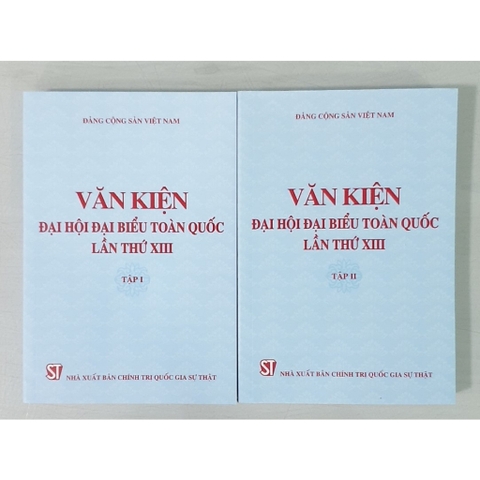 ĐẢNG CỘNG SẢN VIỆT NAM
VĂN KIỆN
ĐẠI HỘI ĐẠI BIỂU TOÀN QUỐC
LẦN THỨ XIII
TẬP I
ST
NHÀ XUẤT BẢN CHÍNH TRỊ QUỐC GIA SỰ THẬT
ĐẢNG CỘNG SẢN VIỆT NAM
VĂN KIỆN
ĐẠI HỘI ĐẠI BIỂU TOÀN QUỐC
LẦN THỨ XIII
TẬP II
ST
NHÀ XUẤT BẢN CHÍNH TRỊ QUỐC GIA SỰ THẬT